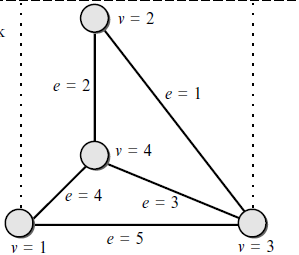 v = 2
k
e = 2
e = 1
v = 4
e = 4
e = 3
v = 1
e = 5
v = 3